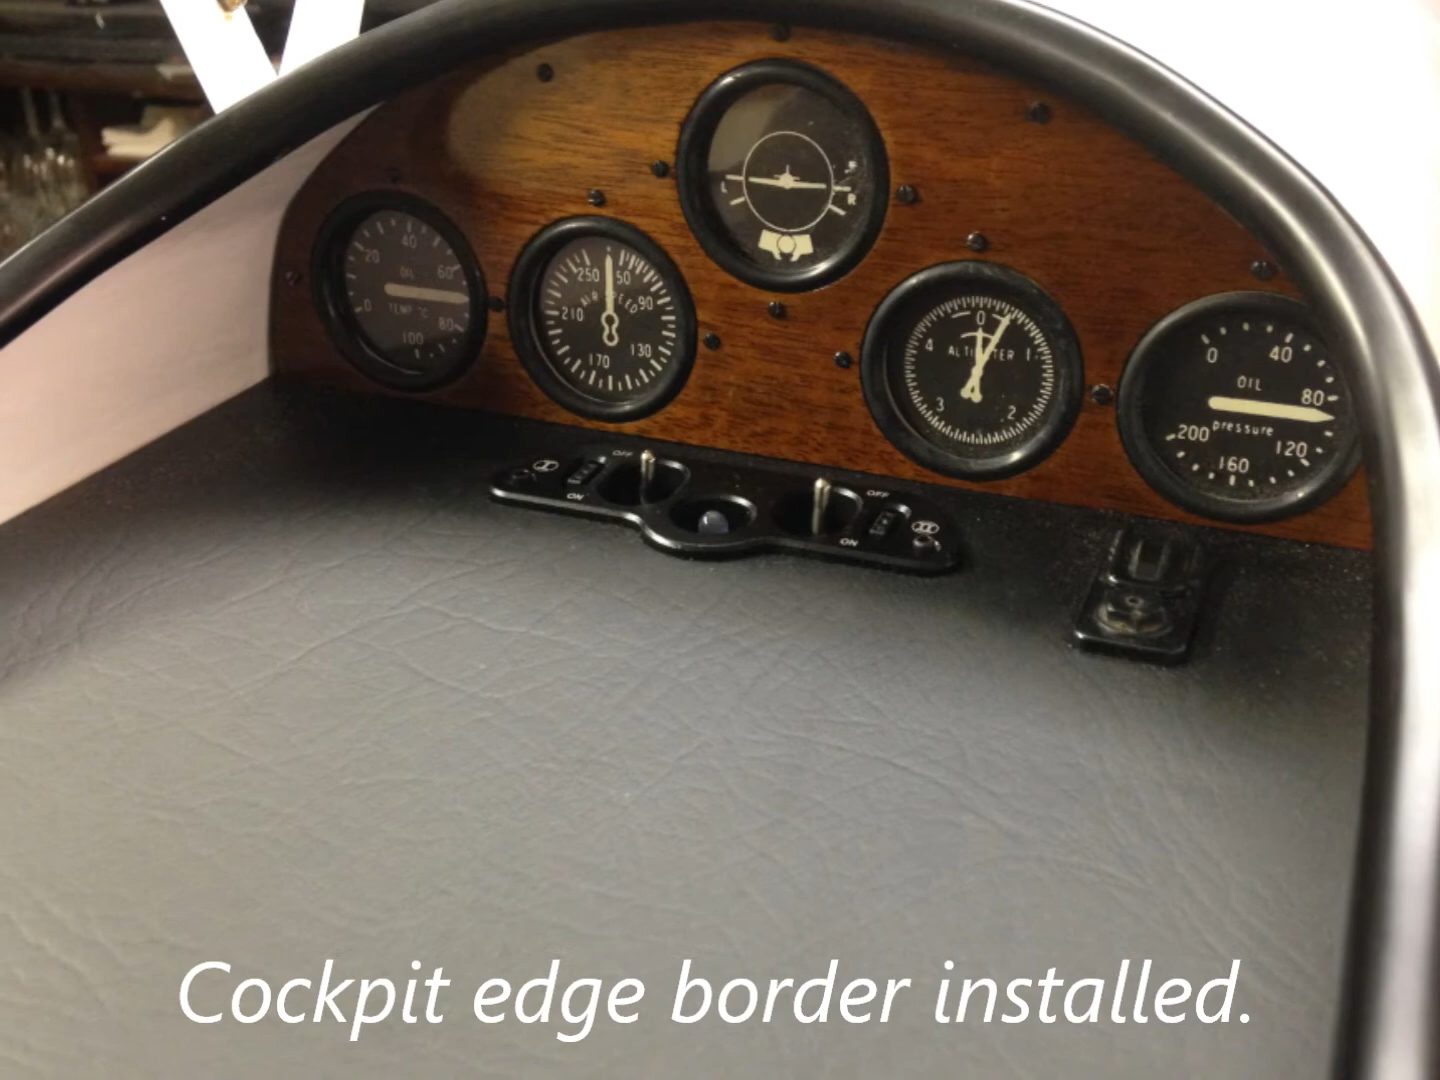 L R
20 40 60
OIL
TEMP °C
0 80
100
250 50
AIR SPEED
210 90
170 130
0
4 ALTIMETER 1
3 2
0 40
OIL
80
pressure
200 120
160
OFF
ON
OFF
ON
Cockpit edge border installed.